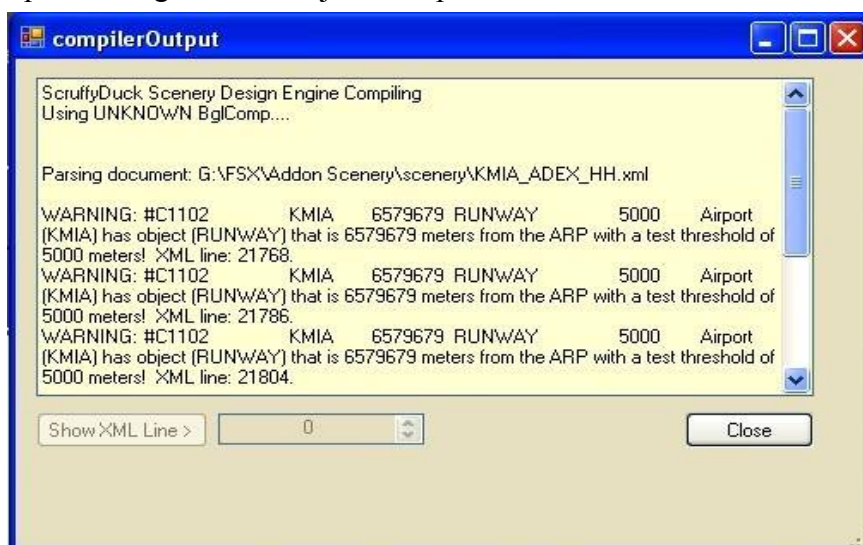 compilerOutput
ScruffyDuck Scenery Design Engine Compiling
Using UNKNOWN BglComp....
Parsing document: G:\FSX\Addon Scenery\scenery\KMIA_ADEX_HH.xml
WARNING: #C1102 KMIA 6579679 RUNWAY 5000 Airport
(KMIA) has object (RUNWAY) that is 6579679 meters from the ARP with a test threshold of
5000 meters! XML line: 21768.
WARNING: #C1102 KMIA 6579679 RUNWAY 5000 Airport
(KMIA) has object (RUNWAY) that is 6579679 meters from the ARP with a test threshold of
5000 meters! XML line: 21786.
WARNING: #C1102 KMIA 6579679 RUNWAY 5000 Airport
(KMIA) has object (RUNWAY) that is 6579679 meters from the ARP with a test threshold of
5000 meters! XML line: 21804.
Show XML Line > 0 Close